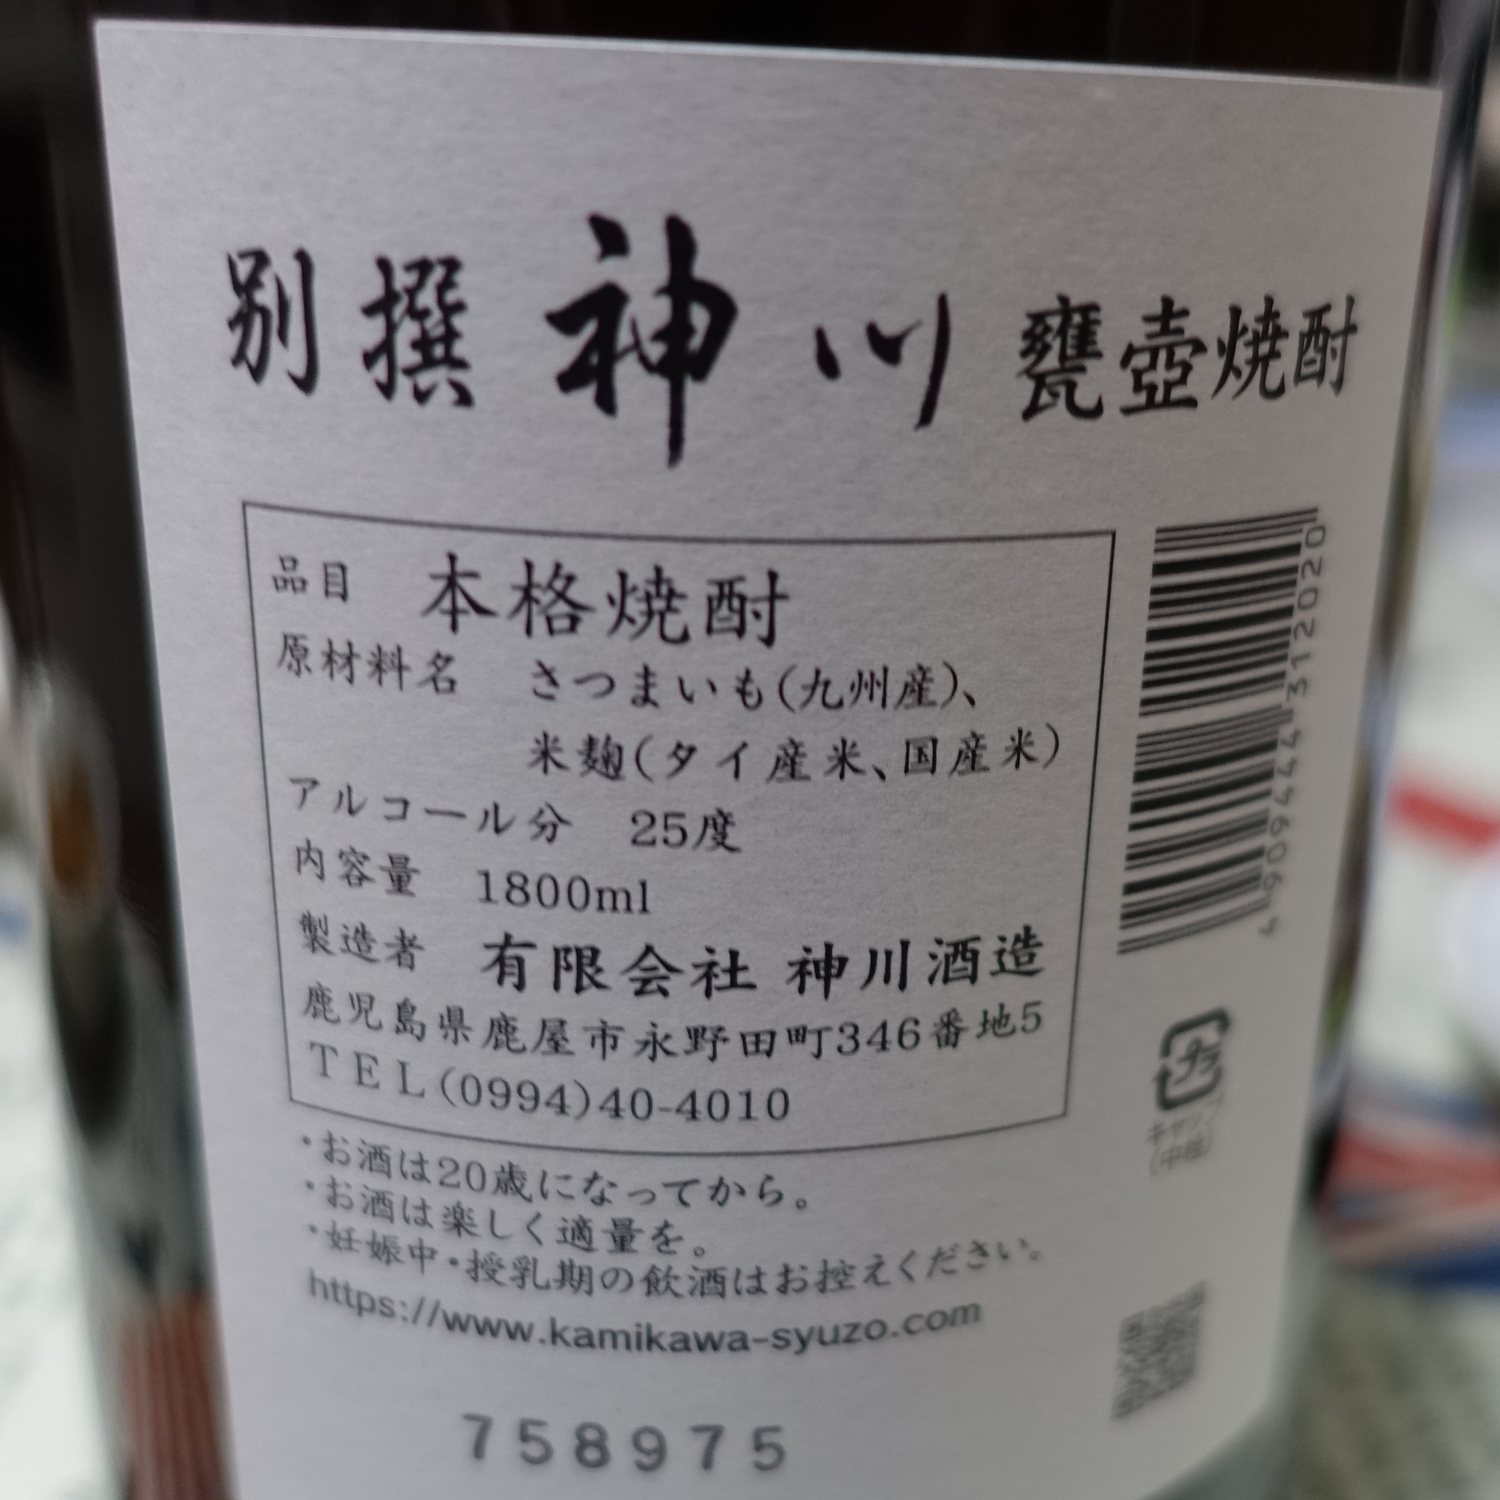 別撰 神川 甕壺焼酎
品目 本格焼酎
原材料名 さつまいも(九州産)、
米麹(タイ産米、国産米)
アルコール分 25度
内容量 1800ml
製造者 有限会社 神川酒造
鹿児島県鹿屋市永野田町346番地5
TEL(0994)40-4010
・お酒は20歳になってから。
・お酒は楽しく適量を。
・妊娠中・授乳期の飲酒はお控えください。
https://www.kamikawa-syuzo.com
758975
4909444312020
プラ